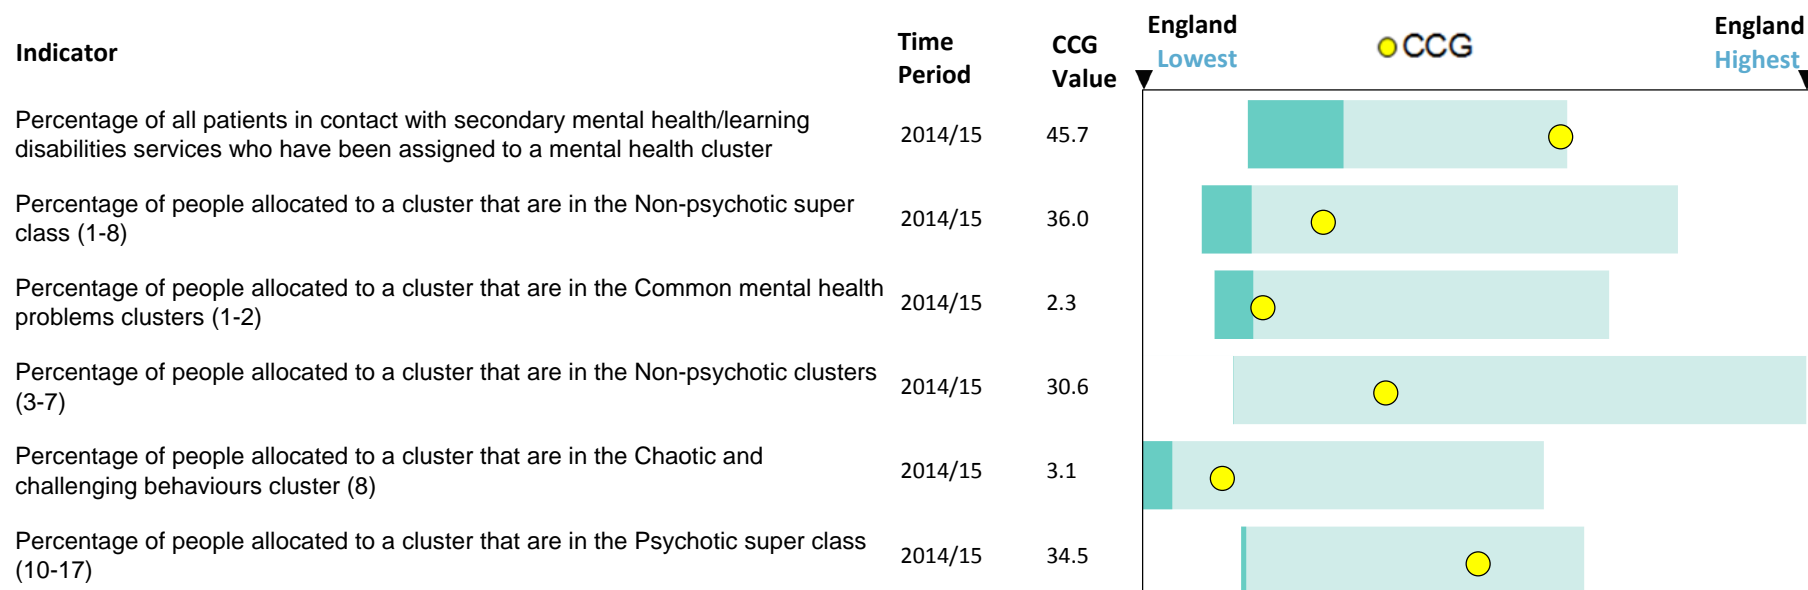 Indicator
Time
Period
CCG
Value
England
Lowest
CCG
England
Highest
Percentage of all patients in contact with secondary mental health/learning
disabilities services who have been assigned to a mental health cluster
2014/15
45.7
Percentage of people allocated to a cluster that are in the Non-psychotic super
class (1-8)
2014/15
36.0
Percentage of people allocated to a cluster that are in the Common mental health
problems clusters (1-2)
2014/15
2.3
Percentage of people allocated to a cluster that are in the Non-psychotic clusters
(3-7)
2014/15
30.6
Percentage of people allocated to a cluster that are in the Chaotic and
challenging behaviours cluster (8)
2014/15
3.1
Percentage of people allocated to a cluster that are in the Psychotic super class
(10-17)
2014/15
34.5